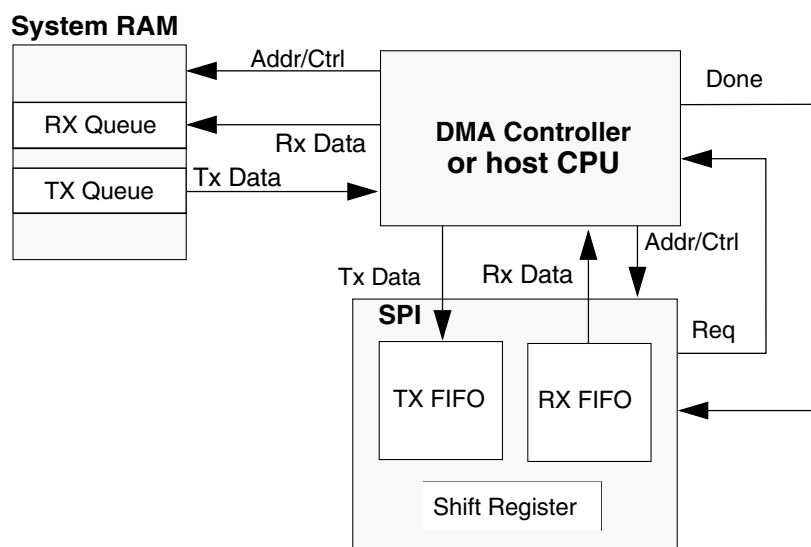 System RAM
Addr/Ctrl
Done
RX Queue
Rx Data
DMA Controller
or host CPU
TX Queue
Tx Data
Addr/Ctrl
Tx Data
Rx Data
SPI
Req
TX FIFO
RX FIFO
Shift Register